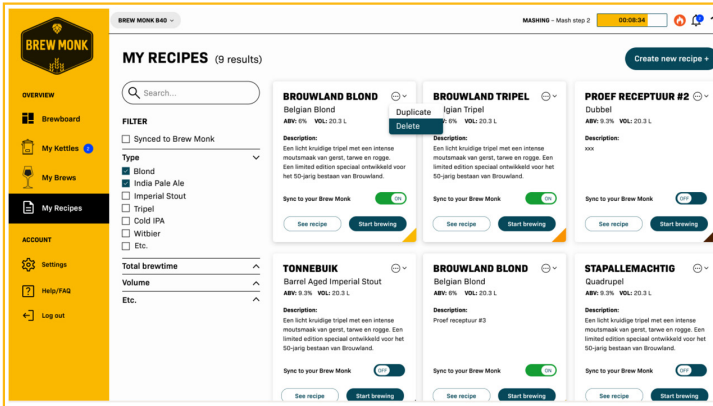 BREW MONK B40
MASHING - Mash step 2
00:08:34
BREW MONK
OVERVIEW
Brewboard
My Kettles
My Brews
My Recipes
ACCOUNT
Settings
Help/FAQ
Log out
MY RECIPES (9 results)
Create new recipe +
Search...
FILTER
Synced to Brew Monk
Type
Blond
India Pale Ale
Imperial Stout
Tripel
Cold IPA
Witbier
Etc.
Total brewtime
Volume
Etc.
BROUWLAND BLOND
Belgian Blond
ABV: 6% VOL: 20.3 L
Description:
Een licht kruidige tripel met een intense
moutsmaak van gerst, tarwe en rogge.
Een limited edition speciaal ontwikkeld voor
het 50-jarig bestaan van Brouwland.
Sync to your Brew Monk
ON
See recipe
Start brewing
Duplicate
Delete
BROUWLAND TRIPEL
lgian Tripel
6% VOL: 20.3 L
Description:
Een licht kruidige tripel met een intense
moutsmaak van gerst, tarwe en rogge.
Een limited edition speciaal ontwikkeld voor
het 50-jarig bestaan van Brouwland.
Sync to your Brew Monk
ON
See recipe
Start brewing
PROEF RECEPTUUR #2
Dubbel
ABV: 9.3% VOL: 20.3 L
Description:
xxx
Sync to your Brew Monk
OFF
See recipe
Start brewing
TONNEBUIK
Barrel Aged Imperial Stout
ABV: 9.3% VOL: 20.3 L
Description:
Een licht kruidige tripel met een intense
moutsmaak van gerst, tarwe en rogge. Een
limited edition speciaal ontwikkeld voor het
50-jarig bestaan van Brouwland.
Sync to your Brew Monk
OFF
See recipe
Start brewing
BROUWLAND BLOND
Belgian Blond
ABV: 6% VOL: 20.3 L
Description:
Proef receptuur #3
Sync to your Brew Monk
ON
See recipe
Start brewing
STAPALLEMACHTIG
Quadrupel
ABV: 9.3% VOL: 20.3 L
Description:
Een licht kruidige tripel met een intense
moutsmaak van gerst, tarwe en rogge. Een
limited edition speciaal ontwikkeld voor het
50-jarig bestaan van Brouwland.
Sync to your Brew Monk
OFF
See recipe
Start brewing